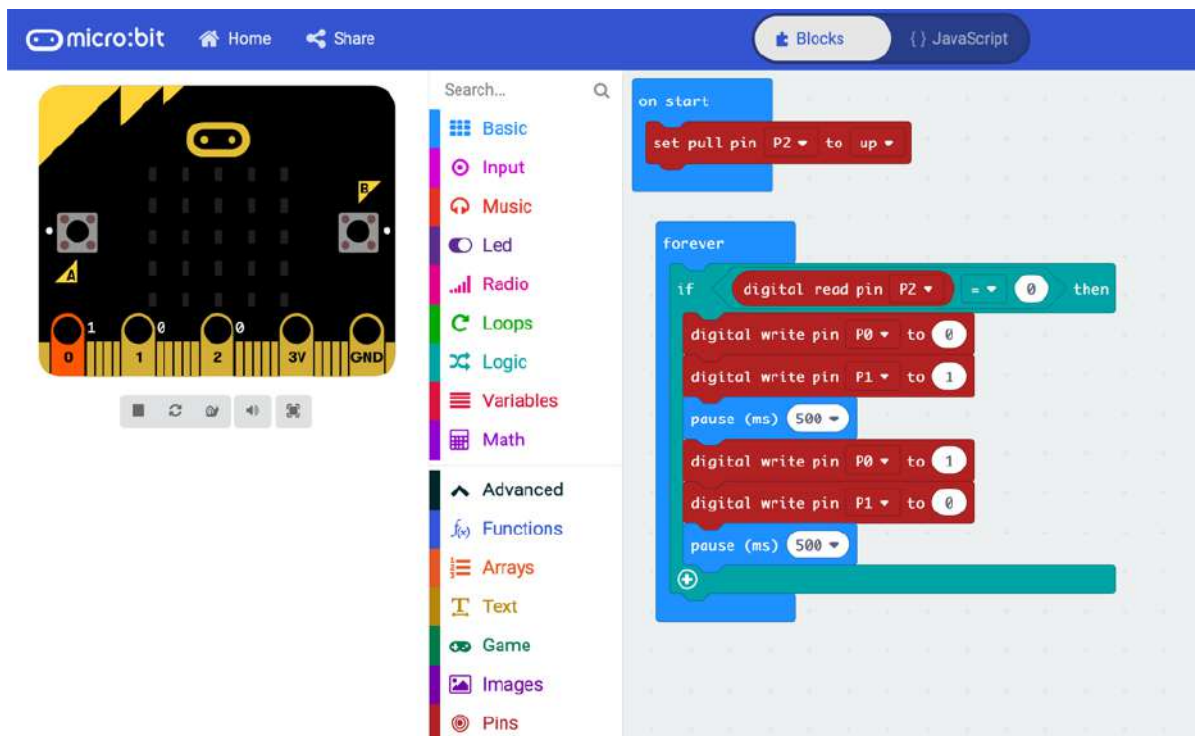 micro:bit Home Share Blocks {} JavaScript
Search...
Basic
Input
Music
Led
Radio
Loops
Logic
Variables
Math
Advanced
f(x) Functions
Arrays
Text
Game
Images
Pins
A
B
1 0 0
0 1 2 3V GND
on start
set pull pin P2 to up
forever
if digital read pin P2 = 0 then
digital write pin P0 to 0
digital write pin P1 to 1
pause (ms) 500
digital write pin P0 to 1
digital write pin P1 to 0
pause (ms) 500